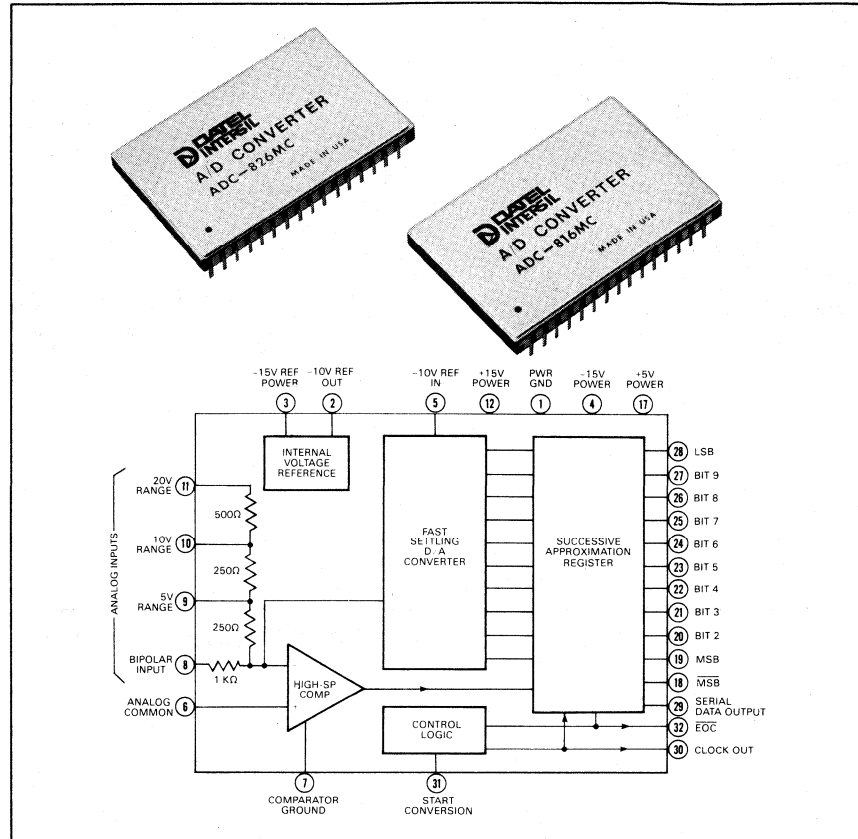 DATEL
INTERSIL
A/D CONVERTER
ADC-826MC
MADE IN USA
DATEL
INTERSIL
A/D CONVERTER
ADC-816MC
MADE IN USA
-15V REF
POWER
3
-10V REF
OUT
2
-10V REF
IN
5
+15V
POWER
12
PWR
GND
1
-15V
POWER
4
+5V
POWER
17
ANALOG INPUTS
20V
RANGE
11
10V
RANGE
10
5V
RANGE
9
BIPOLAR
INPUT
8
ANALOG
COMMON
6
500Ω
250Ω
250Ω
1 KΩ
INTERNAL
VOLTAGE
REFERENCE
HIGH-SP
COMP
FAST
SETTLING
D/A
CONVERTER
SUCCESSIVE
APPROXIMATION
REGISTER
CONTROL
LOGIC
28 LSB
27 BIT 9
26 BIT 8
25 BIT 7
24 BIT 6
23 BIT 5
22 BIT 4
21 BIT 3
20 BIT 2
19 MSB
18 M̅S̅B̅
29 SERIAL
DATA OUTPUT
32 E̅O̅C̅
30 CLOCK OUT
7
COMPARATOR
GROUND
31
START
CONVERSION